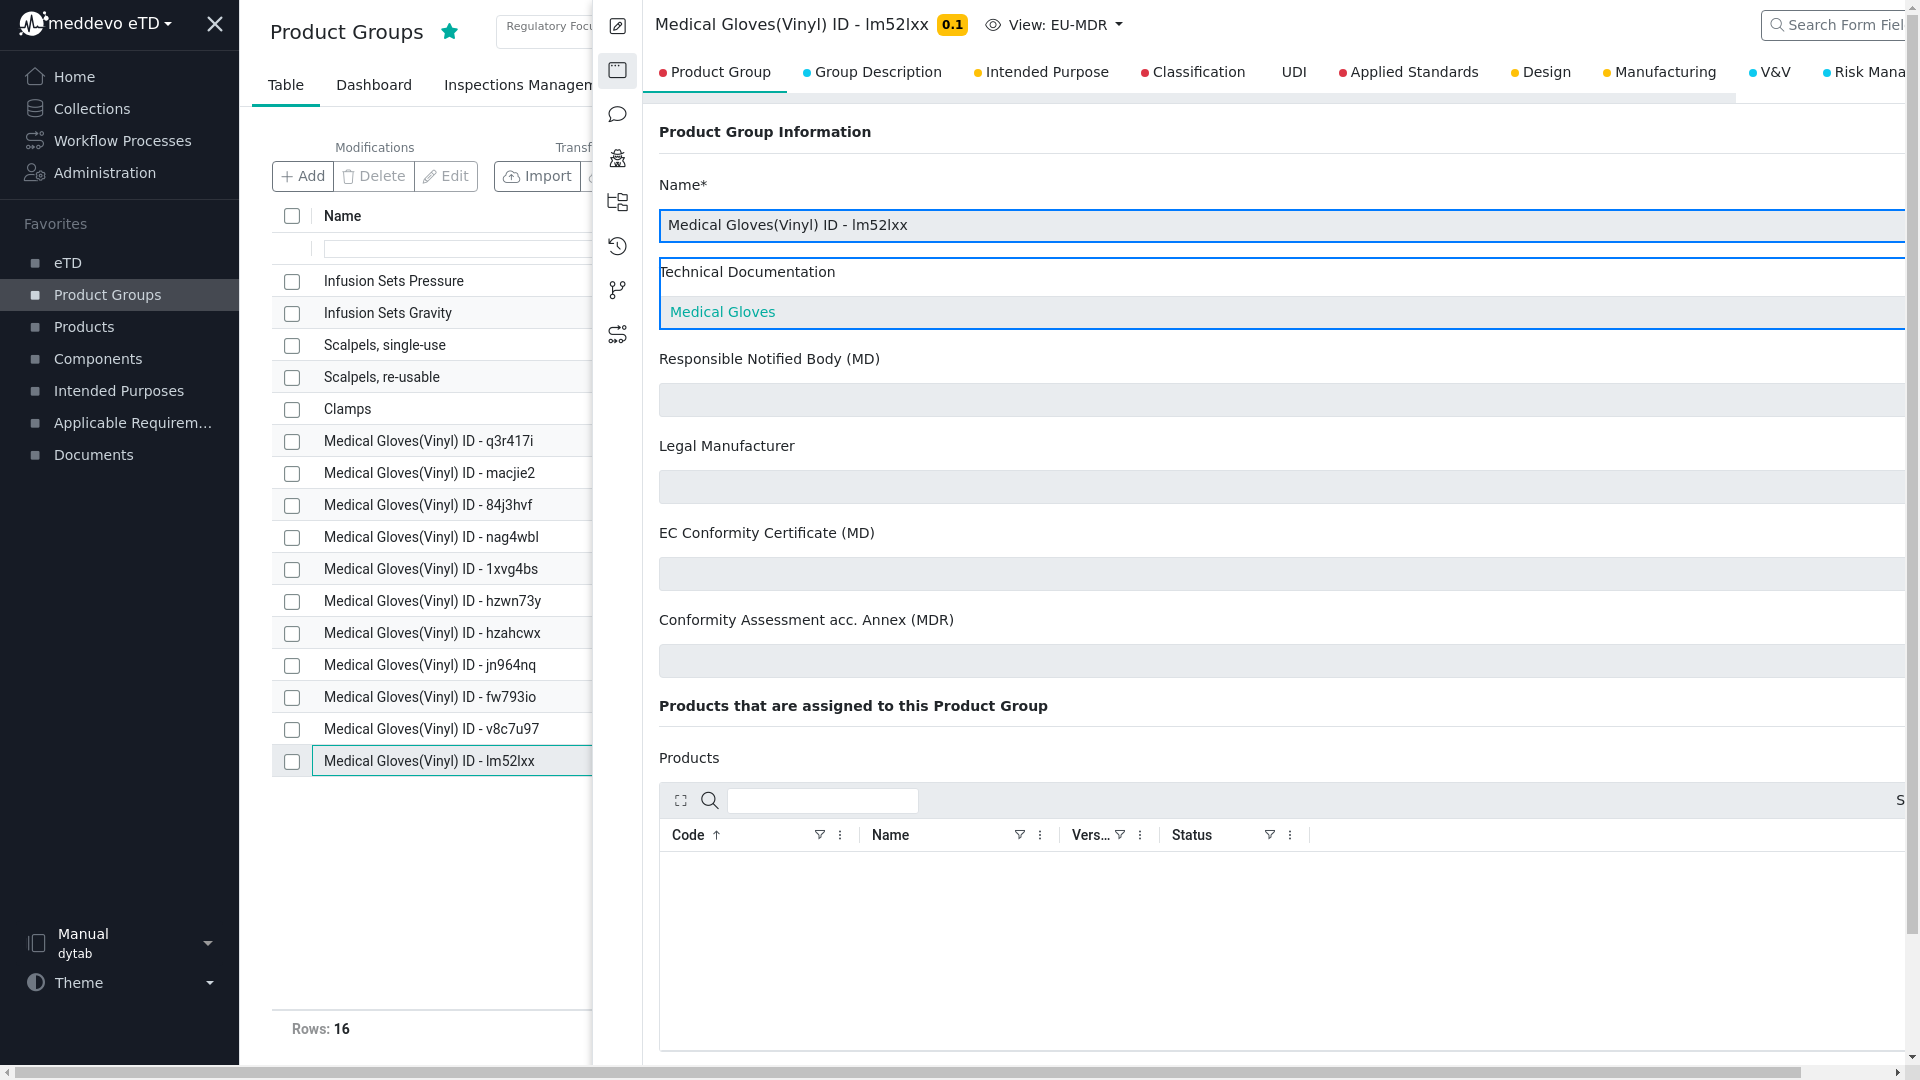 meddevo eTD
Home
Collections
Workflow Processes
Administration
Favorites
eTD
Product Groups
Products
Components
Intended Purposes
Applicable Requirem...
Documents
Manual
dytab
Theme
Product Groups
Regulatory Focu
Table
Dashboard
Inspections Managem
Modifications
Transf
Add
Delete
Edit
Import
Name
Infusion Sets Pressure
Infusion Sets Gravity
Scalpels, single-use
Scalpels, re-usable
Clamps
Medical Gloves(Vinyl) ID - q3r417i
Medical Gloves(Vinyl) ID - macjie2
Medical Gloves(Vinyl) ID - 84j3hvf
Medical Gloves(Vinyl) ID - nag4wbl
Medical Gloves(Vinyl) ID - 1xvg4bs
Medical Gloves(Vinyl) ID - hzwn73y
Medical Gloves(Vinyl) ID - hzahcwx
Medical Gloves(Vinyl) ID - jn964nq
Medical Gloves(Vinyl) ID - fw793io
Medical Gloves(Vinyl) ID - v8c7u97
Medical Gloves(Vinyl) ID - lm52lxx
Rows: 16
Medical Gloves(Vinyl) ID - lm52lxx 0.1 View: EU-MDR
Search Form Fiel
Product Group
Group Description
Intended Purpose
Classification
UDI
Applied Standards
Design
Manufacturing
V&V
Risk Mana
Product Group Information
Name*
Medical Gloves(Vinyl) ID - lm52lxx
Technical Documentation
Medical Gloves
Responsible Notified Body (MD)
Legal Manufacturer
EC Conformity Certificate (MD)
Conformity Assessment acc. Annex (MDR)
Products that are assigned to this Product Group
Products
S
Code
Name
Vers...
Status